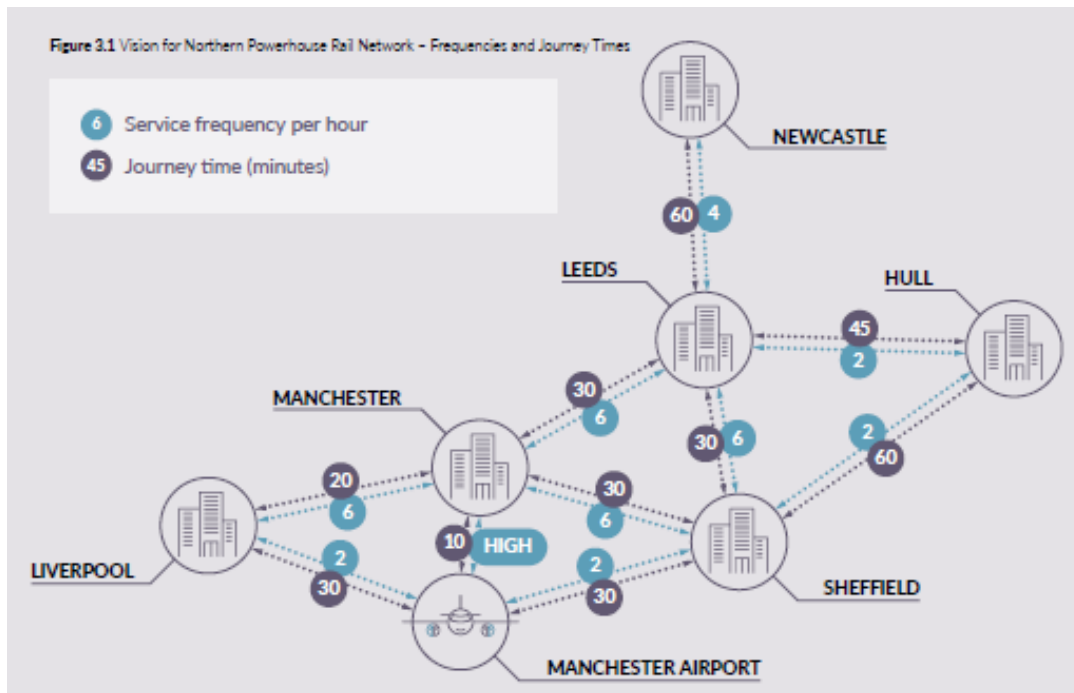 Figure 3.1 Vision for Northern Powerhouse Rail Network – Frequencies and Journey Times
6 Service frequency per hour
45 Journey time (minutes)
NEWCASTLE
60 4
LEEDS
HULL
45
2
30
6
MANCHESTER
30 6
2
60
20
6
30
6
10 HIGH
2
30
2
30
LIVERPOOL
SHEFFIELD
MANCHESTER AIRPORT